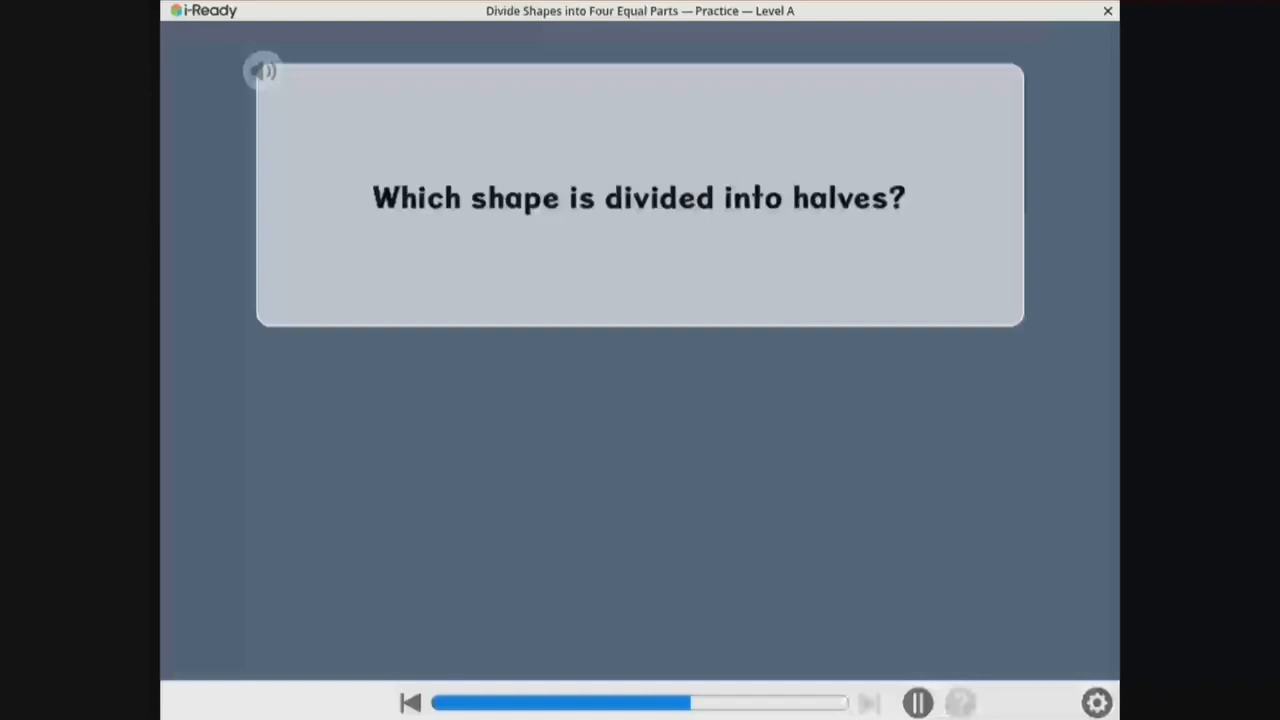 i-Ready
Divide Shapes into Four Equal Parts — Practice — Level A
Which shape is divided into halves?